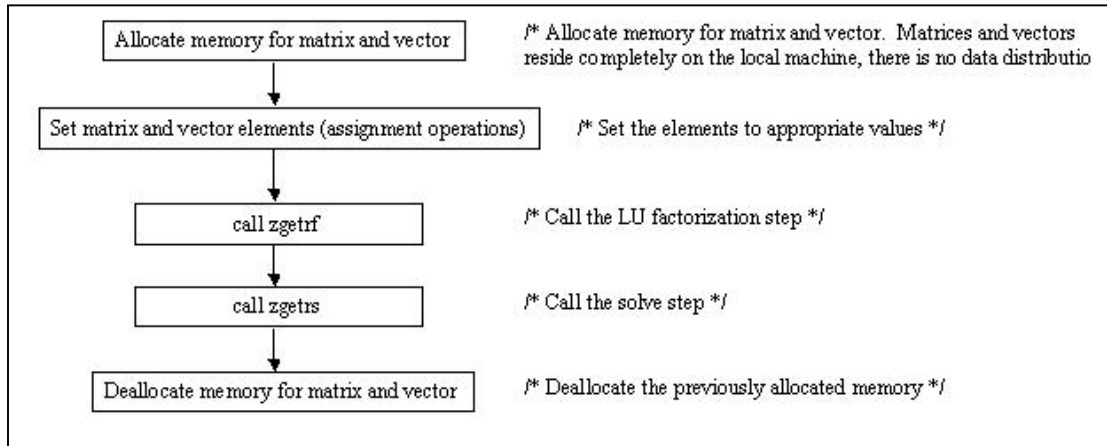 Allocate memory for matrix and vector
/* Allocate memory for matrix and vector. Matrices and vectors
reside completely on the local machine, there is no data distributio
Set matrix and vector elements (assignment operations)
/* Set the elements to appropriate values */
call zgetrf
/* Call the LU factorization step */
call zgetrs
/* Call the solve step */
Deallocate memory for matrix and vector
/* Deallocate the previously allocated memory */